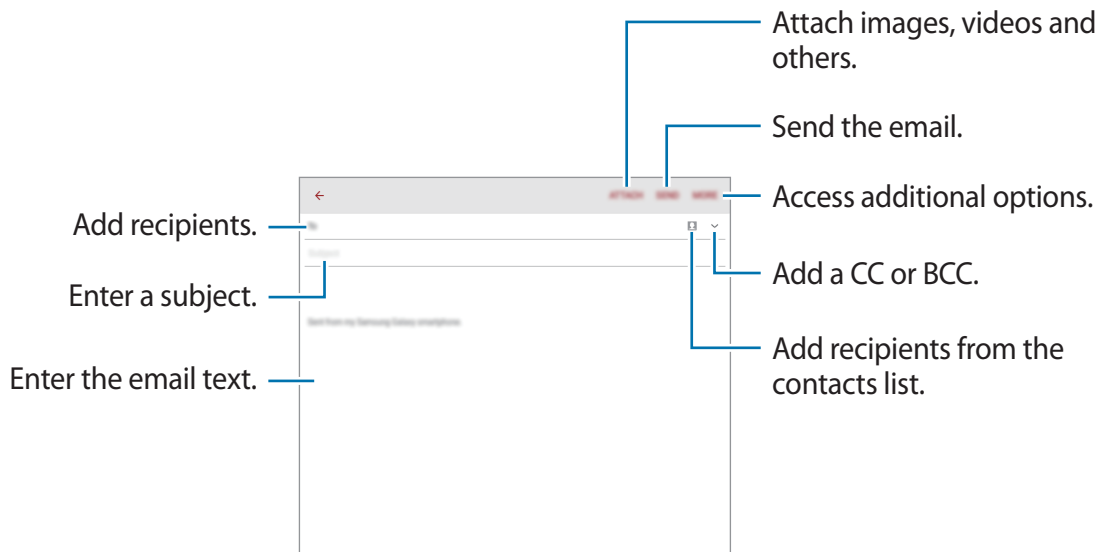 Attach images, videos and
others.
Send the email.
ATTACH SEND MORE
Access additional options.
Add recipients.
To
Add a CC or BCC.
Subject
Enter a subject.
Sent from my Samsung Galaxy smartphone
Add recipients from the
contacts list.
Enter the email text.